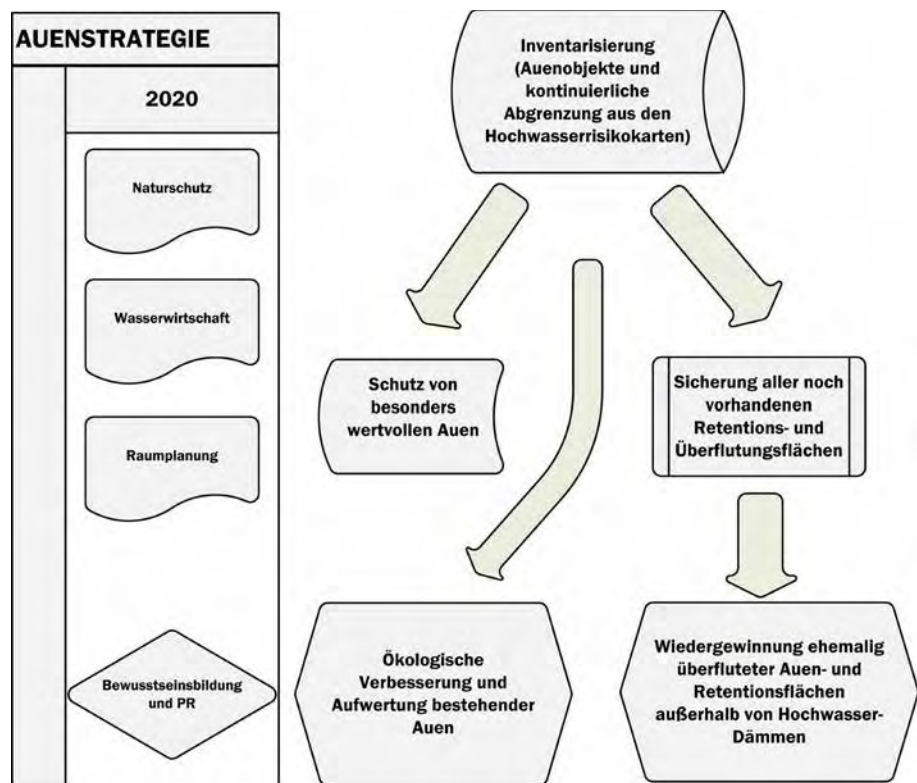 AUENSTRATEGIE
2020
Naturschutz
Wasserwirtschaft
Raumplanung
Bewusstseinsbildung
und PR
Inventarisierung
(Auenobjekte und
kontinuierliche
Abgrenzung aus den
Hochwasserrisikokarten)
Schutz von
besonders
wertvollen Auen
Sicherung aller noch
vorhandenen
Retentions- und
Überflutungsflächen
Ökologische
Verbesserung und
Aufwertung bestehender
Auen
Wiedergewinnung ehemalig
überfluteter Auen- und
Retentionsflächen
außerhalb von Hochwasser-
Dämmen